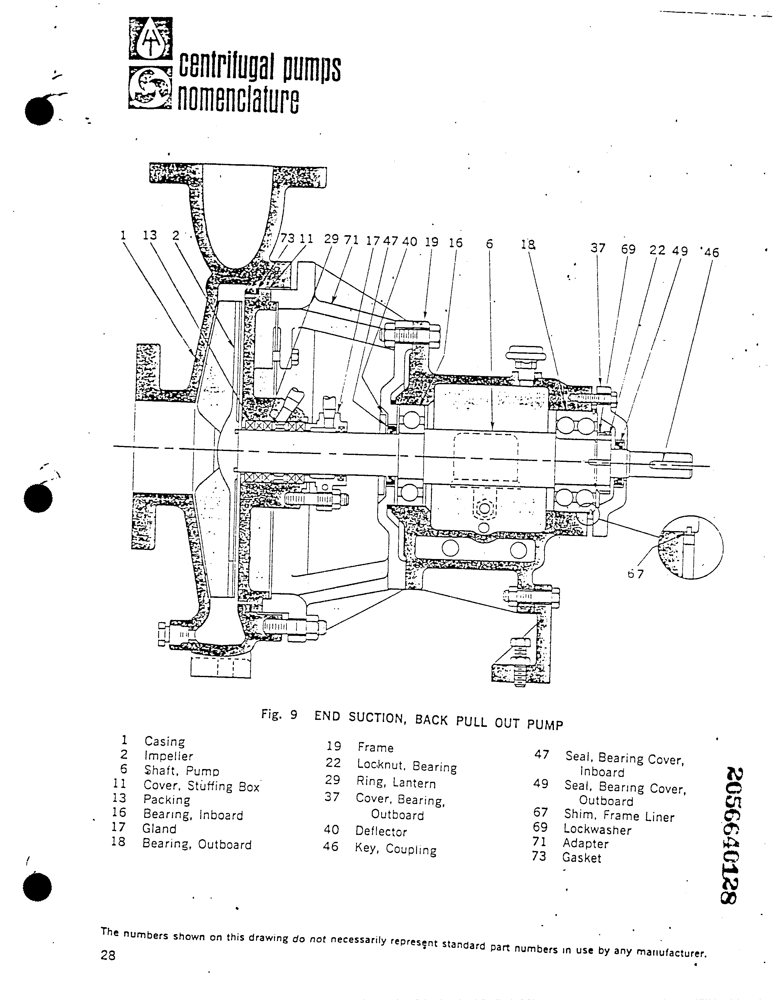 centrifugal pumps
nomenclature
1 13 2 73 11 29 71 17 47 40 19 16 6 18 37 69 22 49 46
67
Fig. 9 END SUCTION, BACK PULL OUT PUMP
1 Casing
2 Impeller
6 Shaft, Pump
11 Cover, Stuffing Box
13 Packing
16 Bearing, Inboard
17 Gland
18 Bearing, Outboard
19 Frame
22 Locknut, Bearing
29 Ring, Lantern
37 Cover, Bearing,
Outboard
40 Deflector
46 Key, Coupling
47 Seal, Bearing Cover,
Inboard
49 Seal, Bearing Cover,
Outboard
67 Shim, Frame Liner
69 Lockwasher
71 Adapter
73 Gasket
2056640128
The numbers shown on this drawing do not necessarily represent standard part numbers in use by any manufacturer.
28